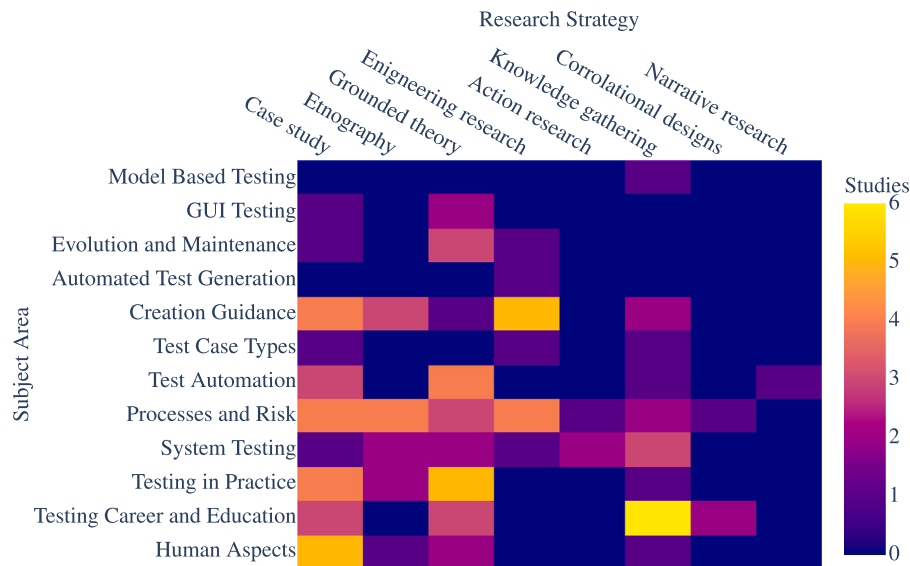 Research Strategy
Case study
Etnography
Grounded theory
Enigneering research
Action research
Knowledge gathering
Corrolational designs
Narrative research
Subject Area
Model Based Testing
GUI Testing
Evolution and Maintenance
Automated Test Generation
Creation Guidance
Test Case Types
Test Automation
Processes and Risk
System Testing
Testing in Practice
Testing Career and Education
Human Aspects
Studies
6
5
4
3
2
1
0